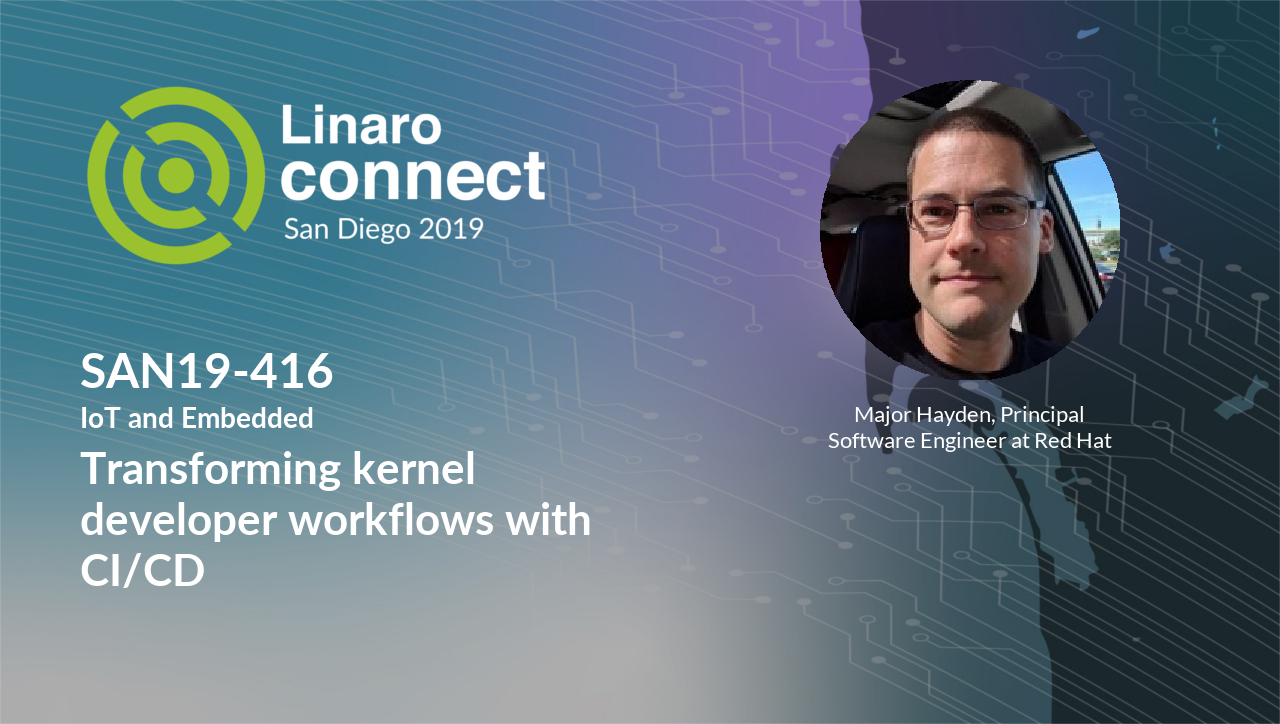 Linaro
connect
San Diego 2019
SAN19-416
IoT and Embedded
Transforming kernel
developer workflows with
CI/CD
Major Hayden, Principal
Software Engineer at Red Hat